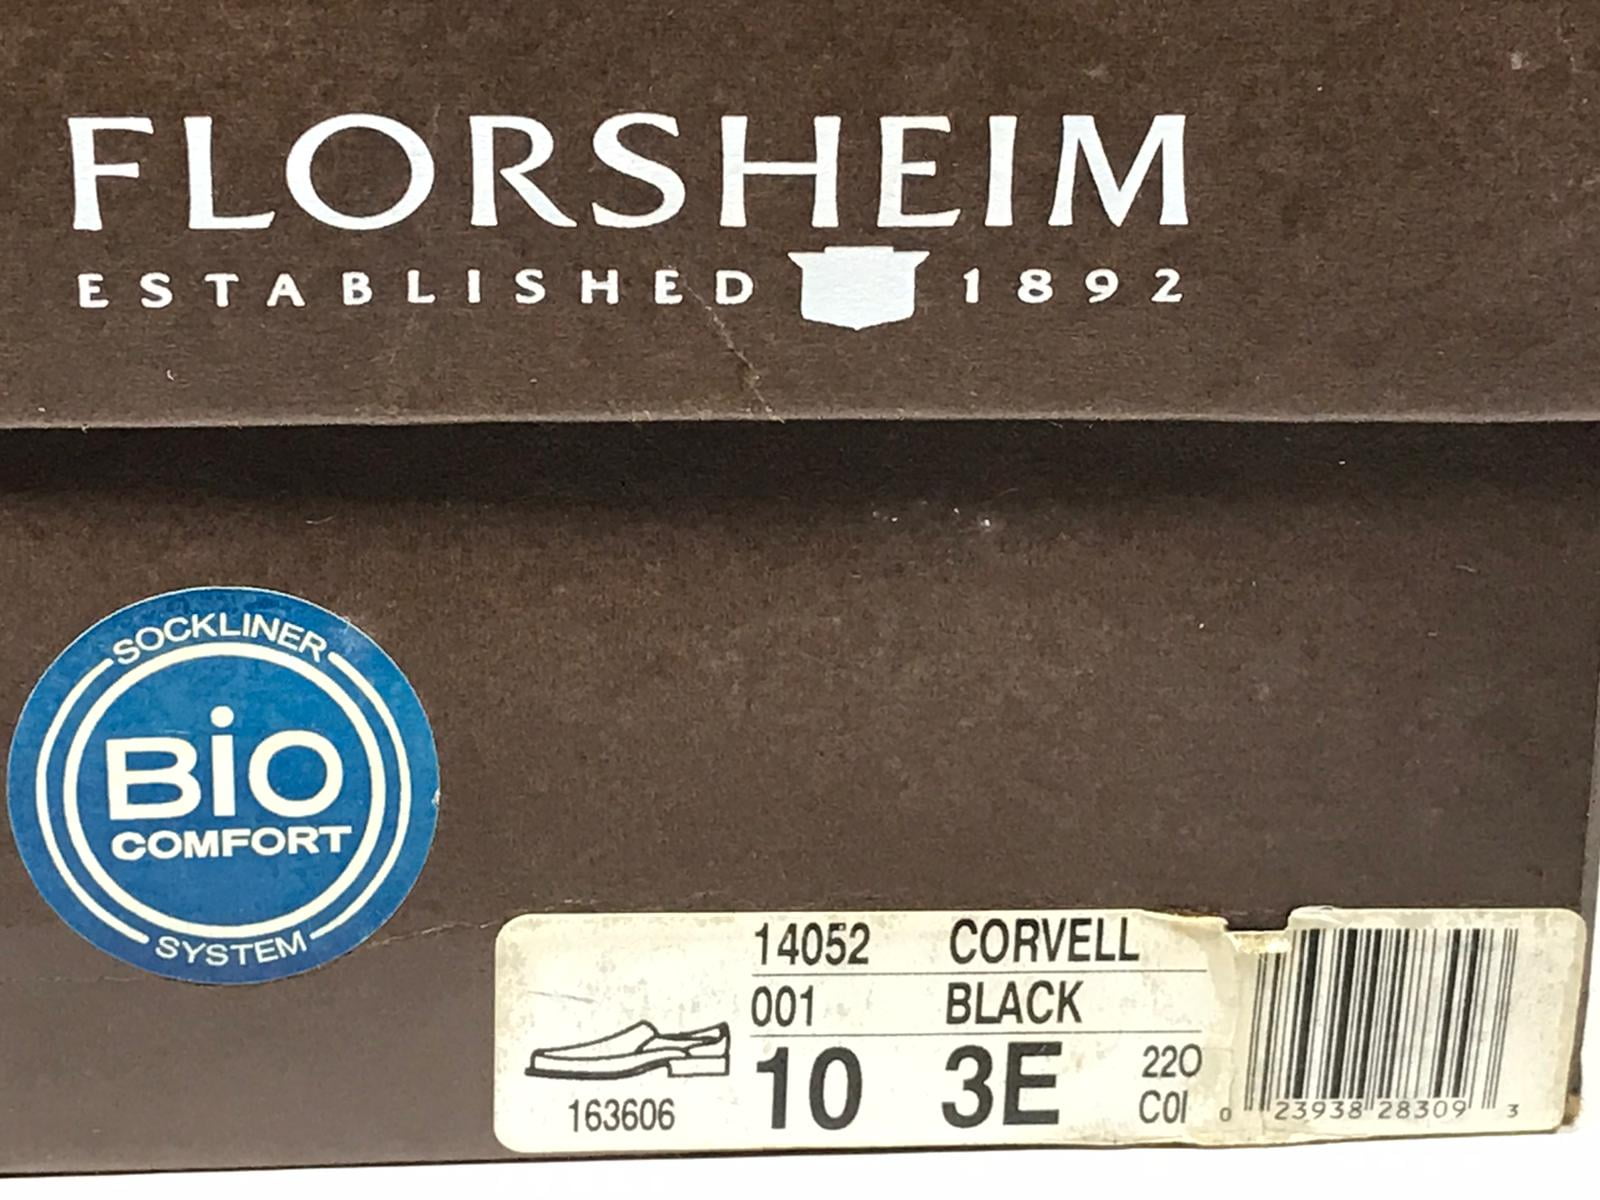 FLORSHEIM
ESTABLISHED 1892
SOCKLINER
BiO
COMFORT
SYSTEM
14052 CORVELL
001 BLACK
10 3E
220
COI
163606
0 23938 28309 3